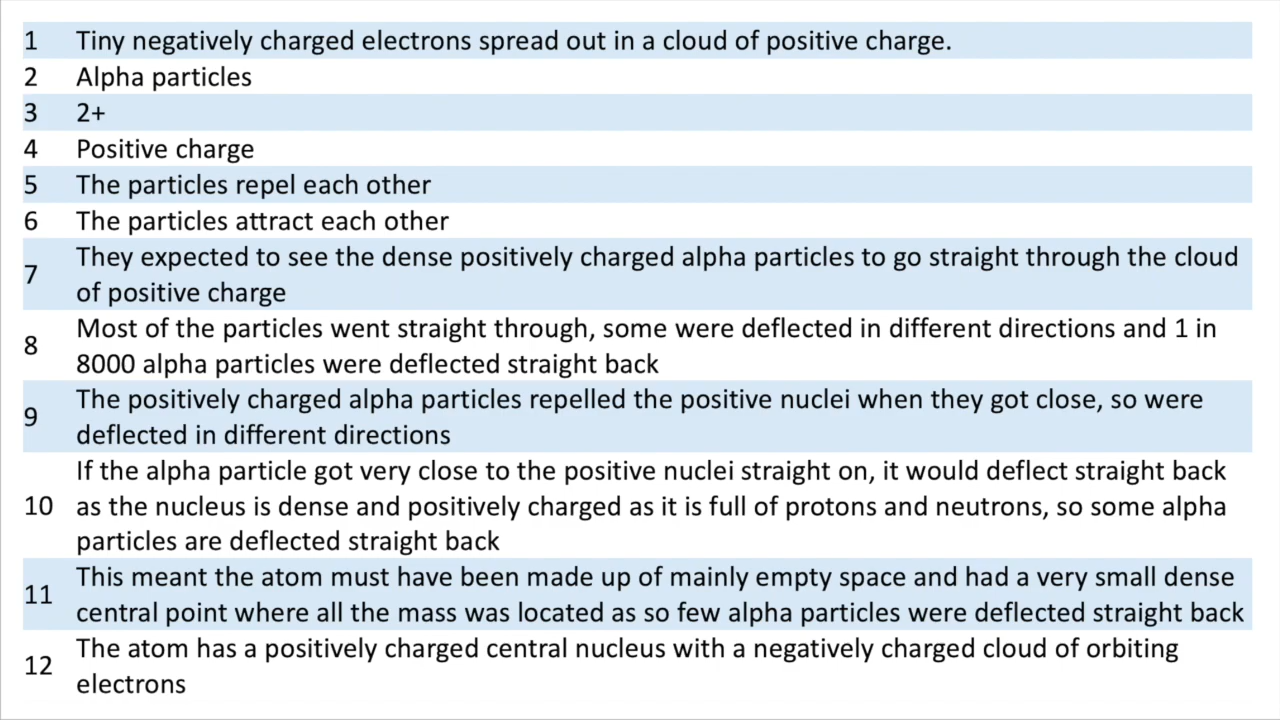 1 Tiny negatively charged electrons spread out in a cloud of positive charge.
2 Alpha particles
3 2+
4 Positive charge
5 The particles repel each other
6 The particles attract each other
7 They expected to see the dense positively charged alpha particles to go straight through the cloud
of positive charge
8 Most of the particles went straight through, some were deflected in different directions and 1 in
8000 alpha particles were deflected straight back
9 The positively charged alpha particles repelled the positive nuclei when they got close, so were
deflected in different directions
If the alpha particle got very close to the positive nuclei straight on, it would deflect straight back
10 as the nucleus is dense and positively charged as it is full of protons and neutrons, so some alpha
particles are deflected straight back
11 This meant the atom must have been made up of mainly empty space and had a very small dense
central point where all the mass was located as so few alpha particles were deflected straight back
12 The atom has a positively charged central nucleus with a negatively charged cloud of orbiting
electrons